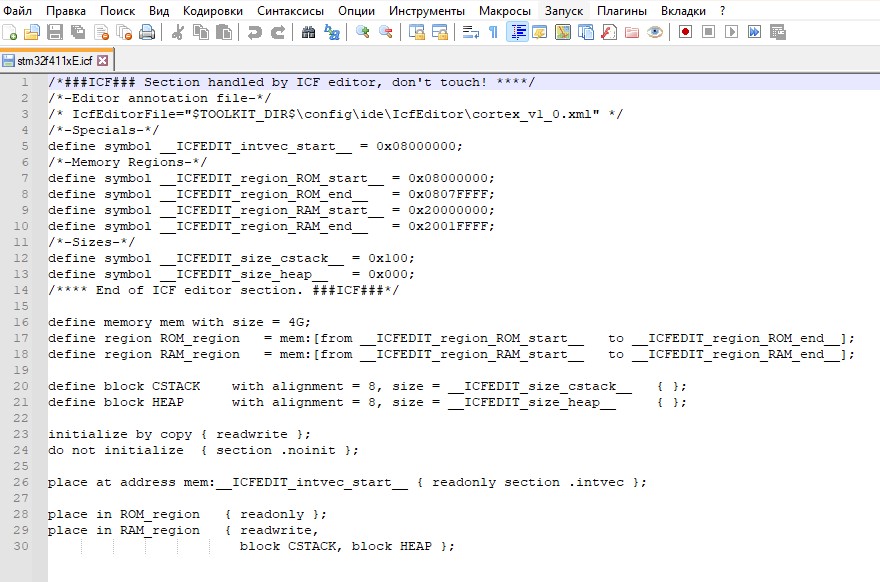 Файл Правка Поиск Вид Кодировки Синтаксисы Опции Инструменты Макросы Запуск Плагины Вкладки ?
stm32f411xE.icf
1 /*###ICF### Section handled by ICF editor, don't touch! ****/
2 /*-Editor annotation file-*/
3 /* IcfEditorFile="$TOOLKIT_DIR$\config\ide\IcfEditor\cortex_v1_0.xml" */
4 /*-Specials-*/
5 define symbol __ICFEDIT_intvec_start__ = 0x08000000;
6 /*-Memory Regions-*/
7 define symbol __ICFEDIT_region_ROM_start__ = 0x08000000;
8 define symbol __ICFEDIT_region_ROM_end__   = 0x0807FFFF;
9 define symbol __ICFEDIT_region_RAM_start__ = 0x20000000;
10 define symbol __ICFEDIT_region_RAM_end__   = 0x2001FFFF;
11 /*-Sizes-*/
12 define symbol __ICFEDIT_size_cstack__ = 0x100;
13 define symbol __ICFEDIT_size_heap__   = 0x000;
14 /**** End of ICF editor section. ###ICF###*/
15
16 define memory mem with size = 4G;
17 define region ROM_region   = mem:[from __ICFEDIT_region_ROM_start__   to __ICFEDIT_region_ROM_end__];
18 define region RAM_region   = mem:[from __ICFEDIT_region_RAM_start__   to __ICFEDIT_region_RAM_end__];
19
20 define block CSTACK    with alignment = 8, size = __ICFEDIT_size_cstack__   { };
21 define block HEAP      with alignment = 8, size = __ICFEDIT_size_heap__     { };
22
23 initialize by copy { readwrite };
24 do not initialize  { section .noinit };
25
26 place at address mem:__ICFEDIT_intvec_start__ { readonly section .intvec };
27
28 place in ROM_region   { readonly };
29 place in RAM_region   { readwrite,
30                         block CSTACK, block HEAP };